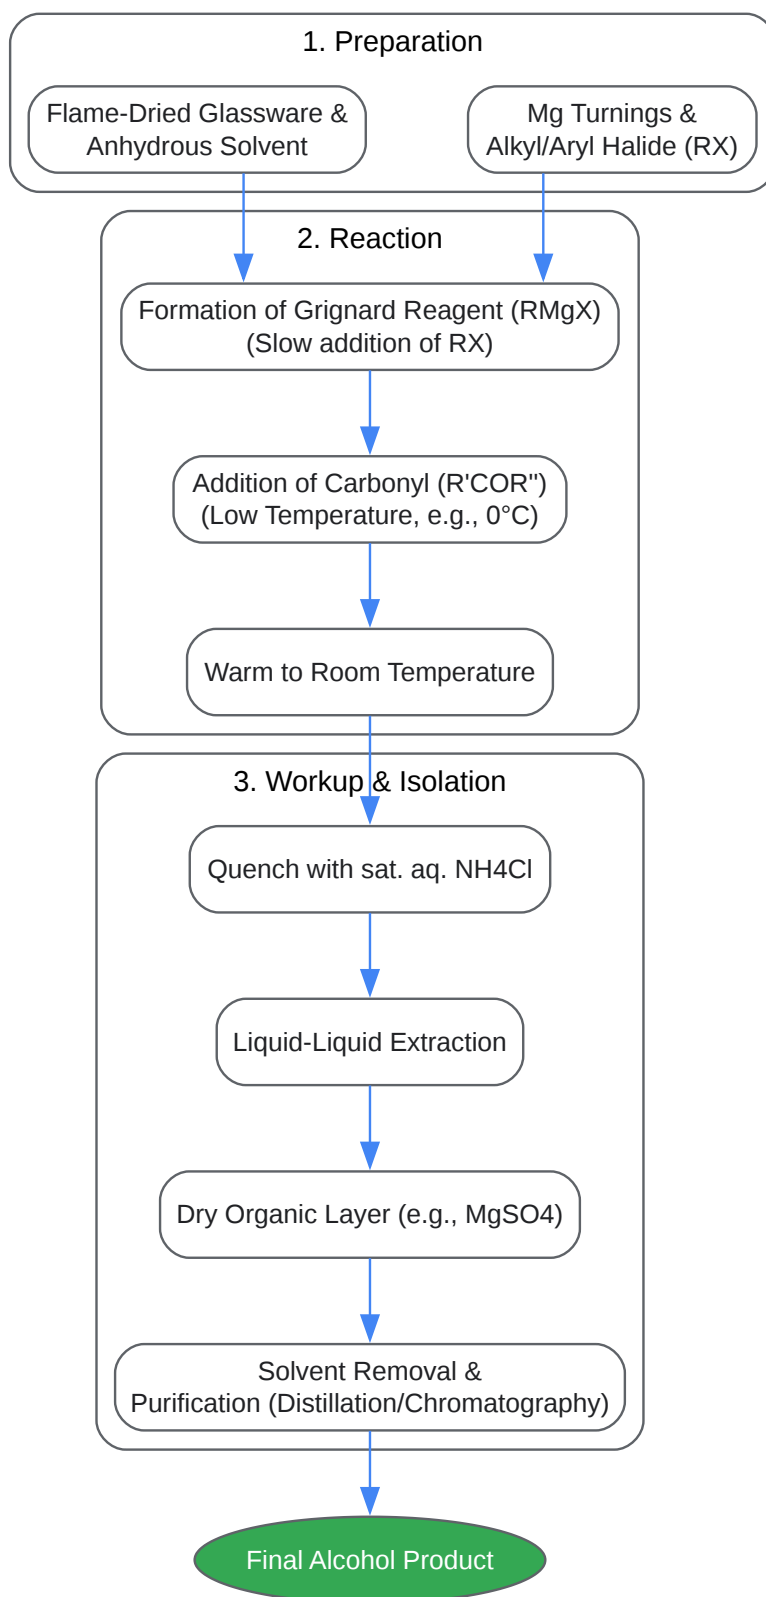 1. Preparation
Flame-Dried Glassware &
Anhydrous Solvent
Mg Turnings &
Alkyl/Aryl Halide (RX)
2. Reaction
Formation of Grignard Reagent (RMgX)
(Slow addition of RX)
Addition of Carbonyl (R'COR")
(Low Temperature, e.g., 0°C)
Warm to Room Temperature
3. Workup & Isolation
Quench with sat. aq. NH4Cl
Liquid-Liquid Extraction
Dry Organic Layer (e.g., MgSO4)
Solvent Removal &
Purification (Distillation/Chromatography)
Final Alcohol Product